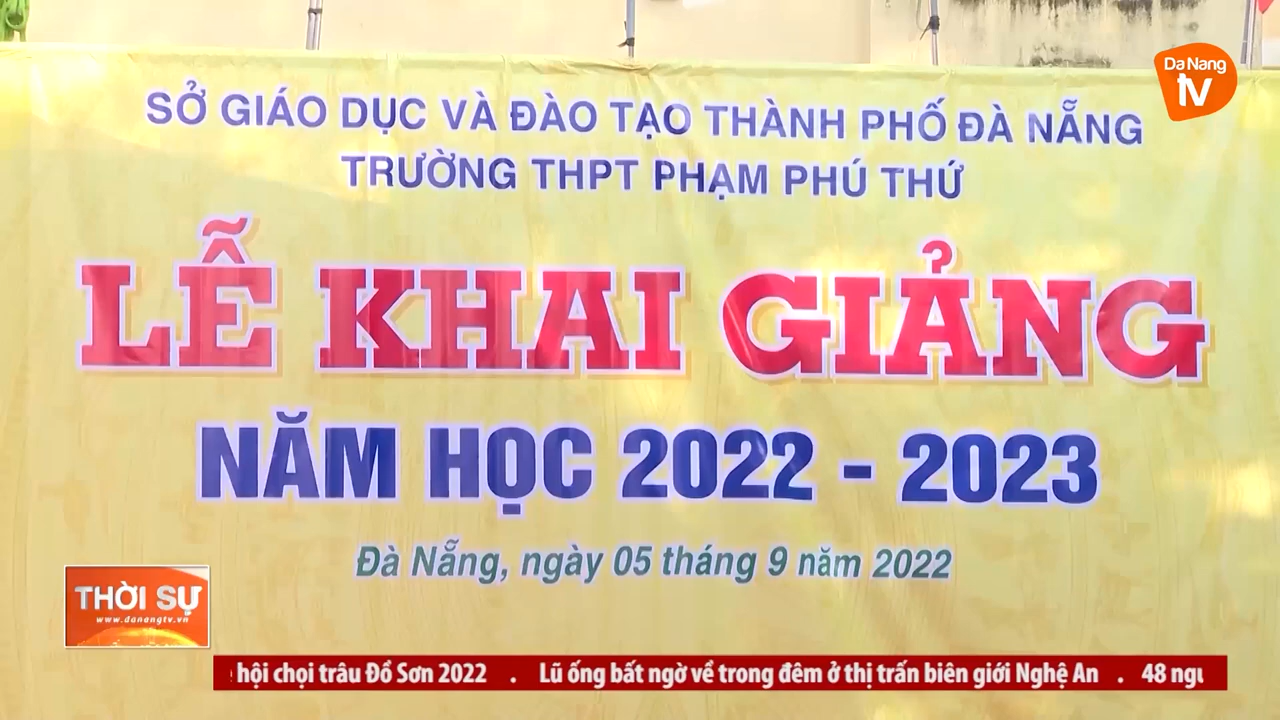 Da Nang
tv
SỞ GIÁO DỤC VÀ ĐÀO TẠO THÀNH PHỐ ĐÀ NẴNG
TRƯỜNG THPT PHẠM PHÚ THỨ
LỄ KHAI GIẢNG
NĂM HỌC 2022 - 2023
Đà Nẵng, ngày 05 tháng 9 năm 2022
THỜI SỰ
www.danangtv.vn
hội chọi trâu Đồ Sơn 2022 . Lũ ống bất ngờ về trong đêm ở thị trấn biên giới Nghệ An . 48